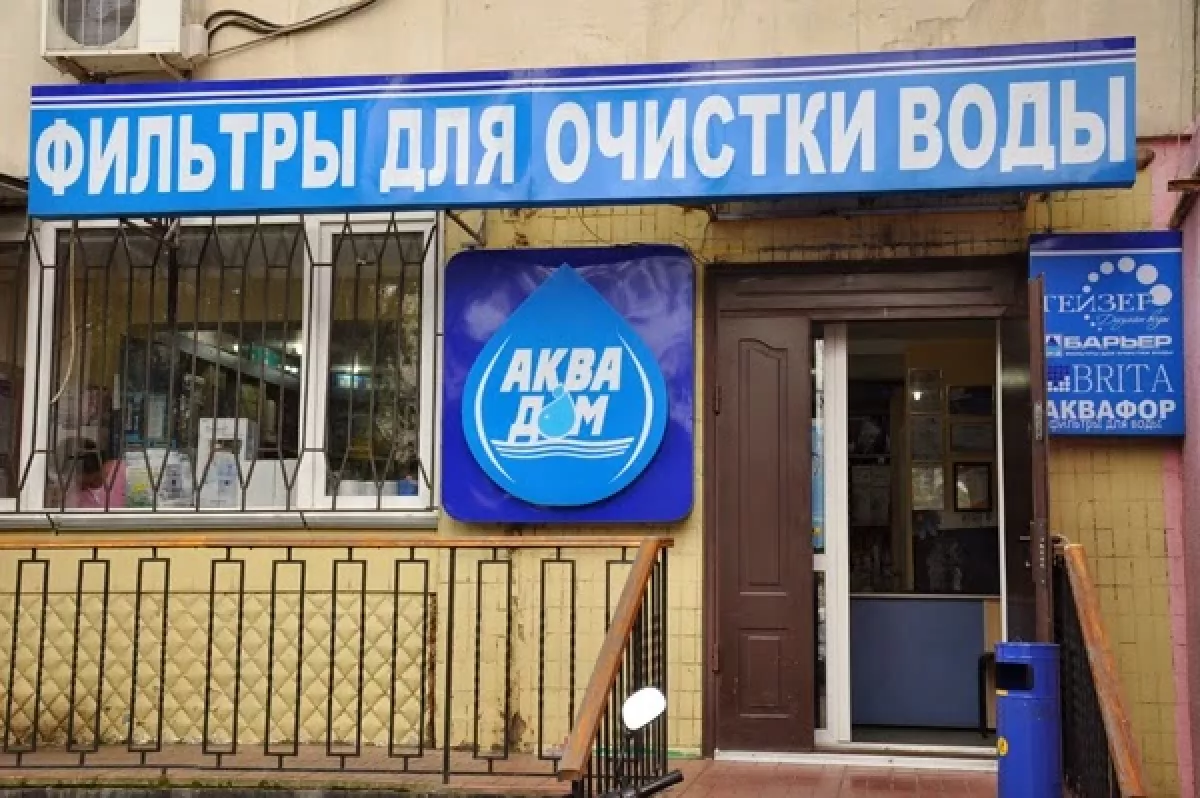 ФИЛЬТРЫ ДЛЯ ОЧИСТКИ ВОДЫ
АКВА
ДОМ
ГЕЙЗЕР
БАРЬЕР
BRITA
АКВАФОР
ФИЛЬТРЫ ДЛЯ ВОДЫ